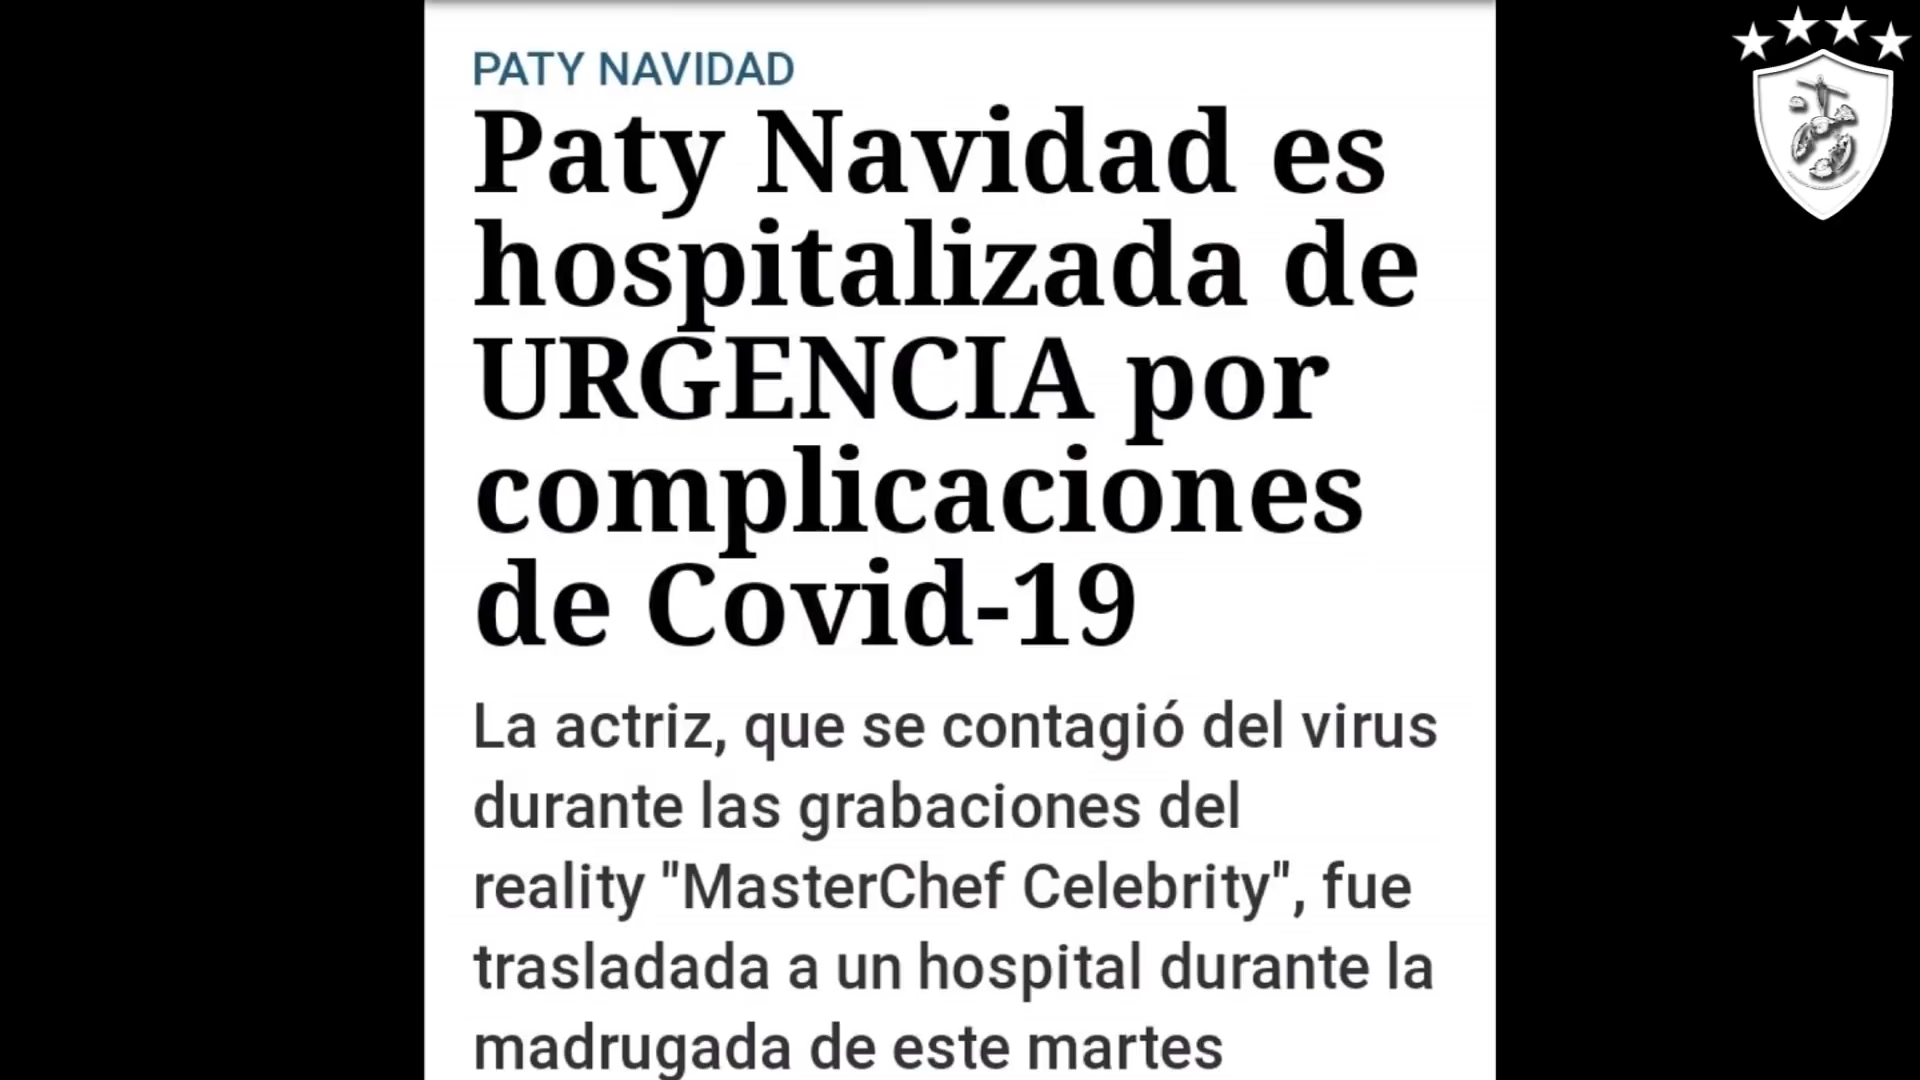 PATY NAVIDAD
Paty Navidad es
hospitalizada de
URGENCIA por
complicaciones
de Covid-19
La actriz, que se contagió del virus
durante las grabaciones del
reality "MasterChef Celebrity", fue
trasladada a un hospital durante la
madrugada de este martes